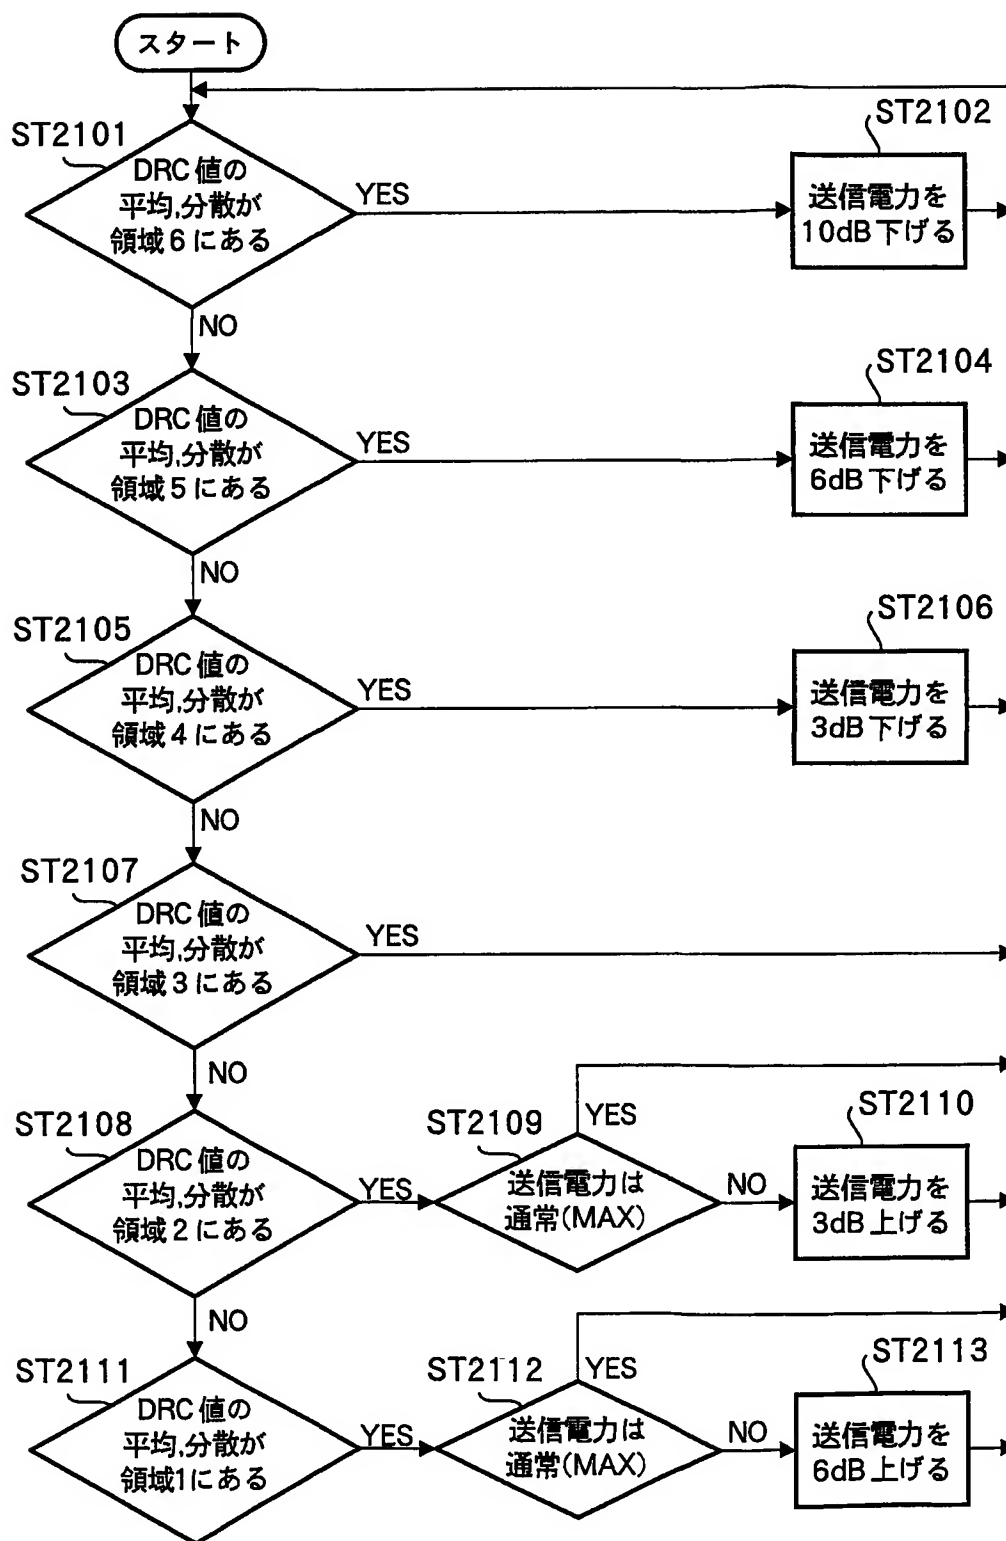 スタート
ST2101
DRC値の
平均,分散が
領域6にある
YES
ST2102
送信電力を
10dB下げる
NO
ST2103
DRC値の
平均,分散が
領域5にある
YES
ST2104
送信電力を
6dB下げる
NO
ST2105
DRC値の
平均,分散が
領域4にある
YES
ST2106
送信電力を
3dB下げる
NO
ST2107
DRC値の
平均,分散が
領域3にある
YES
NO
ST2108
DRC値の
平均,分散が
領域2にある
YES
ST2109
送信電力は
通常(MAX)
YES
NO
ST2110
送信電力を
3dB上げる
NO
ST2111
DRC値の
平均,分散が
領域1にある
YES
ST2112
送信電力は
通常(MAX)
YES
NO
ST2113
送信電力を
6dB上げる